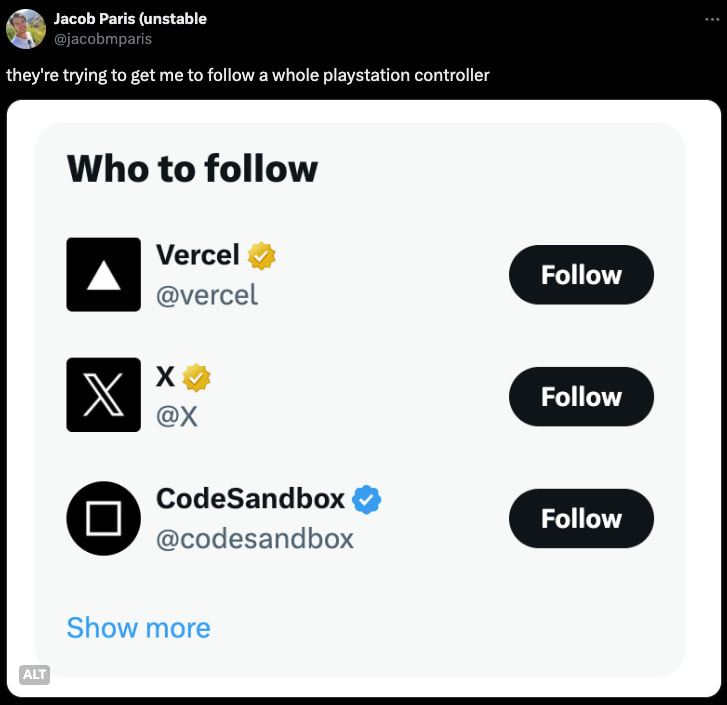 Jacob Paris (unstable
@jacobmparis
they're trying to get me to follow a whole playstation controller
Who to follow
Vercel
@vercel
Follow
X
@X
Follow
CodeSandbox
@codesandbox
Follow
Show more
ALT